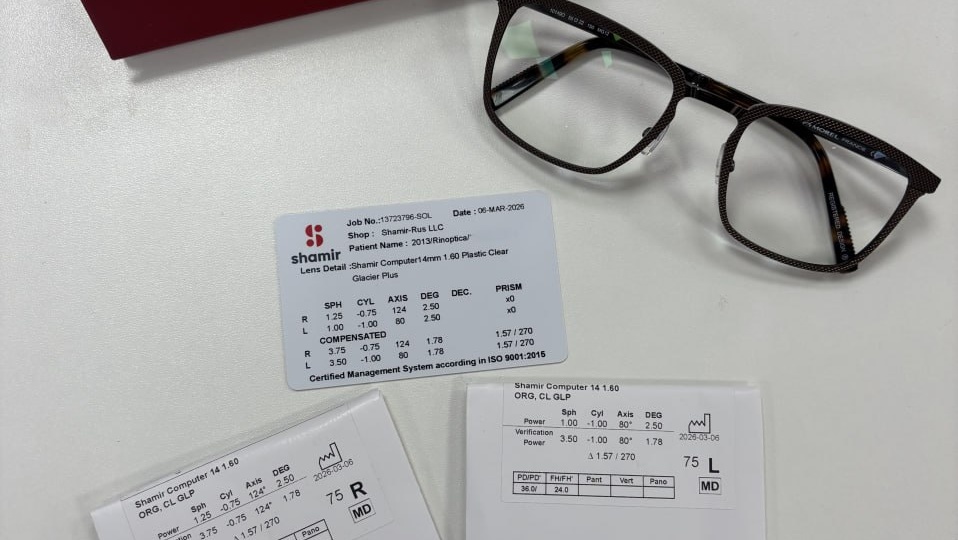 MOREL FRANCE
REGISTERED DESIGN
shamir
Job No.:13723796-SOL
Date : 06-MAR-2026
Shop : Shamir-Rus LLC
Patient Name : 2013/Rinoptica/'
Lens Detail :Shamir Computer14mm 1.60 Plastic Clear
Glacier Plus
SPH CYL AXIS DEG DEC. PRISM
R 1.25 -0.75 124 2.50 x0
L 1.00 -1.00 80 2.50 x0
COMPENSATED
R 3.75 -0.75 124 1.78 1.57 / 270
L 3.50 -1.00 80 1.78 1.57 / 270
Certified Management System according in ISO 9001:2015
Shamir Computer 14 1.60
ORG, CL GLP
Sph Cyl Axis DEG
Power 1.25 -0.75 124° 2.50
3.75 -0.75 124° 1.78
Δ 1.57 / 270
2026-03-06
75 R
MD
Pano
Shamir Computer 14 1.60
ORG, CL GLP
Sph Cyl Axis DEG
Power 1.00 -1.00 80° 2.50
Verification
Power 3.50 -1.00 80° 1.78
Δ 1.57 / 270
2026-03-06
75 L
MD
PD/PD' FH/FH' Pant Vert Pano
36.0/ 24.0